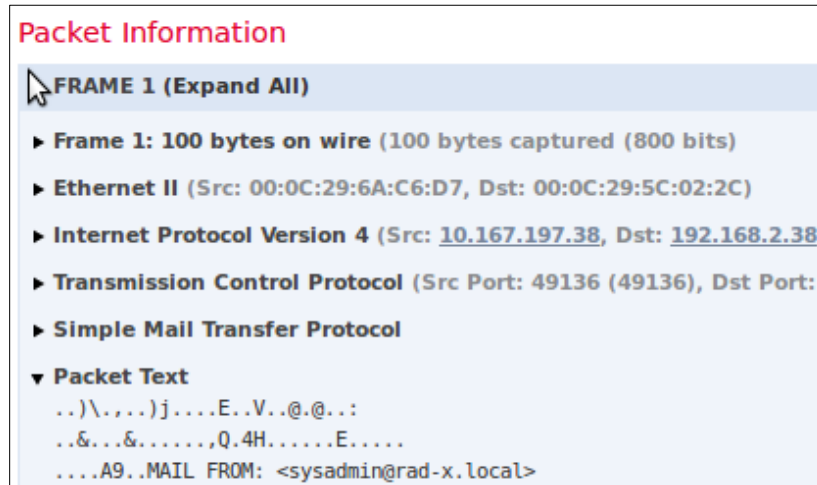 Packet Information
FRAME 1 (Expand All)
Frame 1: 100 bytes on wire (100 bytes captured (800 bits)
Ethernet II (Src: 00:0C:29:6A:C6:D7, Dst: 00:0C:29:5C:02:2C)
Internet Protocol Version 4 (Src: 10.167.197.38, Dst: 192.168.2.38
Transmission Control Protocol (Src Port: 49136 (49136), Dst Port:
Simple Mail Transfer Protocol
Packet Text
..)\.,..)j....E..V..@.@..:
..&...&......,Q.4H......E.....
....A9..MAIL FROM: <sysadmin@rad-x.local>